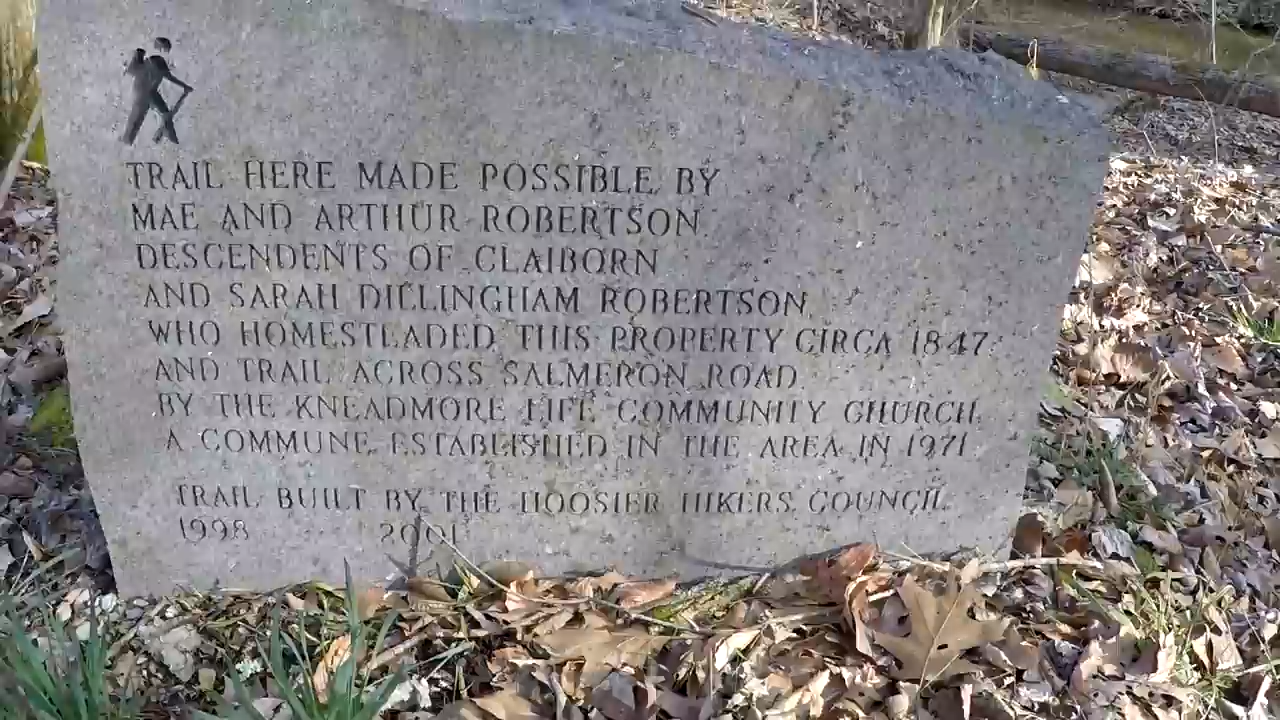 TRAIL HERE MADE POSSIBLE BY
MAE AND ARTHUR ROBERTSON
DESCENDENTS OF CLAIBORN
AND SARAH DILLINGHAM ROBERTSON
WHO HOMESTEADED THIS PROPERTY CIRCA 1847
AND TRAIL ACROSS SALMERON ROAD
BY THE KNEADMORE LIFE COMMUNITY CHURCH
A COMMUNE ESTABLISHED IN THE AREA IN 1971
TRAIL BUILT BY THE HOOSIER HIKERS COUNCIL
1998 2001